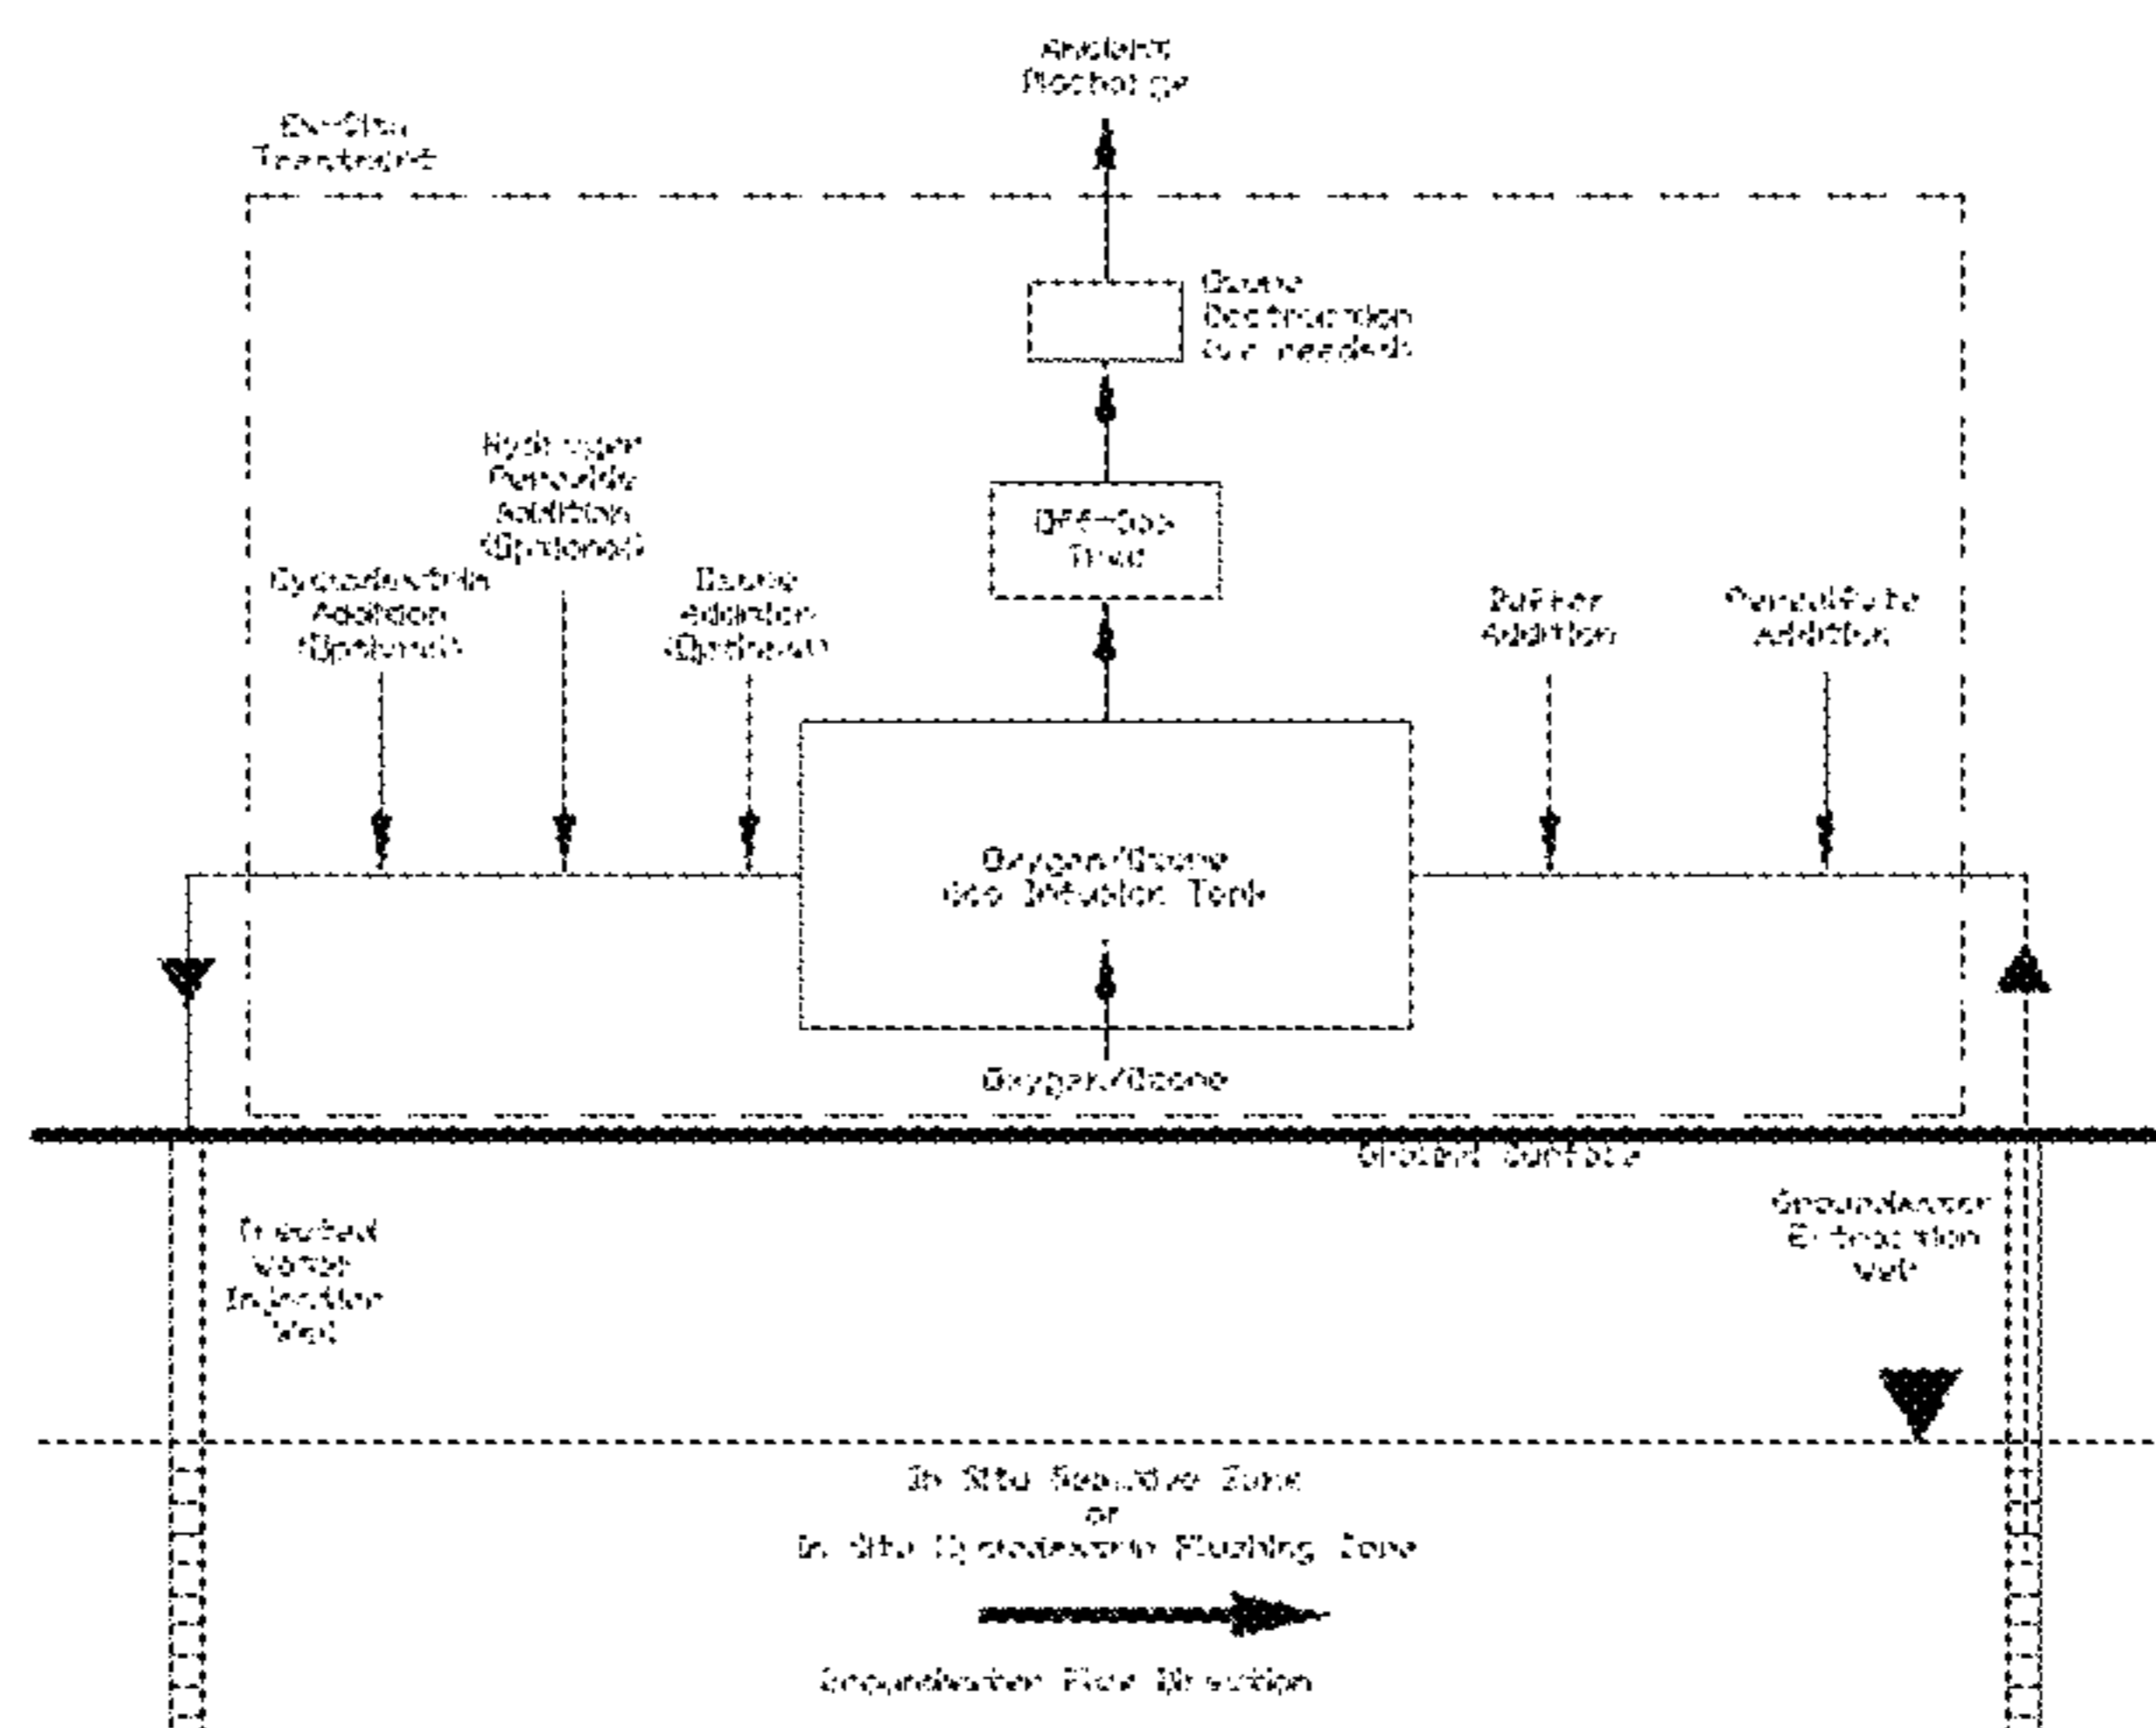 Ambient
Discharge
Ex-Situ
Treatment
Ozone
Destruction
(if needed)
Hydrogen
Peroxide
Addition
(Optional)
Off-Gas
Tred
Cyclodextrin
Addition
(Optional)
Ozone
Addition
(Optional)
Buffer
Addition
Persulfate
Addition
Oxygen/Ozone
Gas Infusion Tank
Oxygen/Ozone
Ground Surface
Treated
Water
Injection
Well
Groundwater
Extraction
Well
In Situ Reactive Zone
or
In Situ Cyclodextrin Flushing Zone
Groundwater Flow Direction